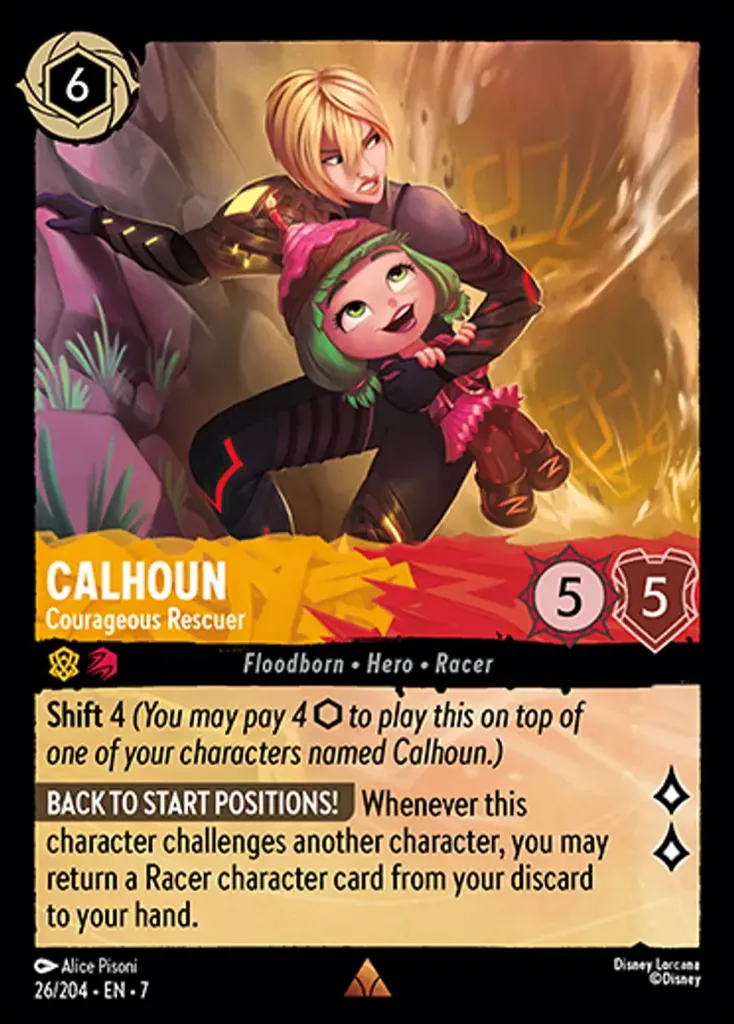 6
CALHOUN
Courageous Rescuer
5
5
Floodborn • Hero • Racer
Shift 4 (You may pay 4 ⬡ to play this on top of
one of your characters named Calhoun.)
BACK TO START POSITIONS! Whenever this
character challenges another character, you may
return a Racer character card from your discard
to your hand.
Alice Pisoni
26/204 • EN • 7
Disney Lorcana
©Disney